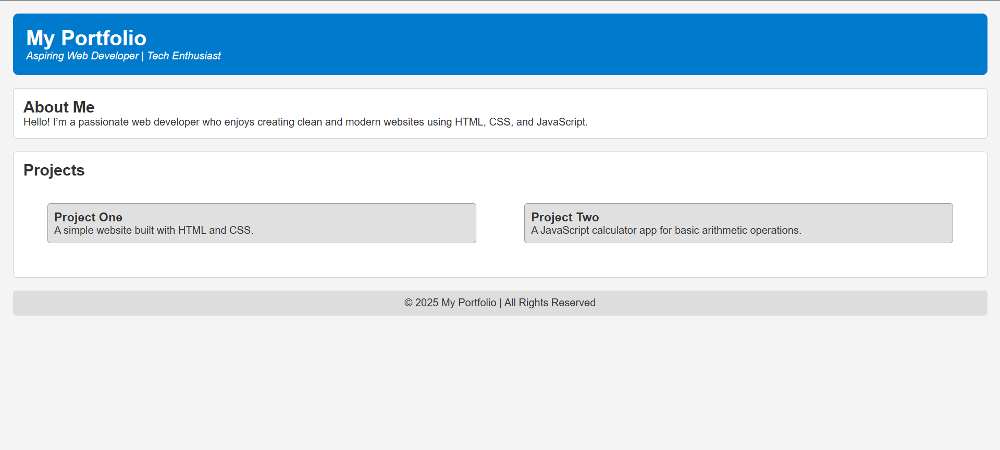 My Portfolio
Aspiring Web Developer | Tech Enthusiast
About Me
Hello! I’m a passionate web developer who enjoys creating clean and modern websites using HTML, CSS, and JavaScript.
Projects
Project One
A simple website built with HTML and CSS.
Project Two
A JavaScript calculator app for basic arithmetic operations.
© 2025 My Portfolio | All Rights Reserved